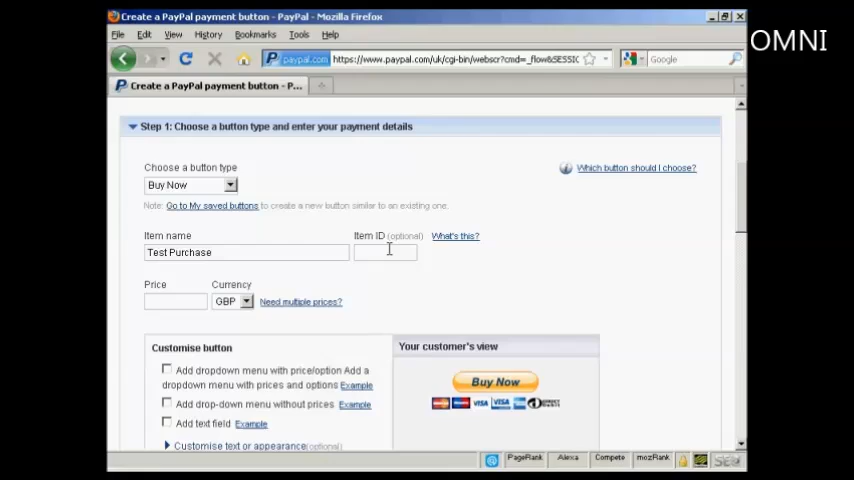 Create a PayPal payment button - PayPal - Mozilla Firefox
OMNI
File Edit View History Bookmarks Tools Help
paypal.com https://www.paypal.com/uk/cgi-bin/webscr?cmd=_flow&SESSIC Google
Create a PayPal payment button - P...
Step 1: Choose a button type and enter your payment details
Choose a button type
Which button should I choose?
Buy Now
Note: Go to My saved buttons to create a new button similar to an existing one.
Item name Item ID (optional) What's this?
Test Purchase
Price Currency
GBP Need multiple prices?
Customise button Your customer's view
Add dropdown menu with price/option Add a
dropdown menu with prices and options Example
Buy Now
VISA VISA
Add drop-down menu without prices Example
Add text field Example
Customise text or appearance(optional)
PageRank Alexa Compete mozRank